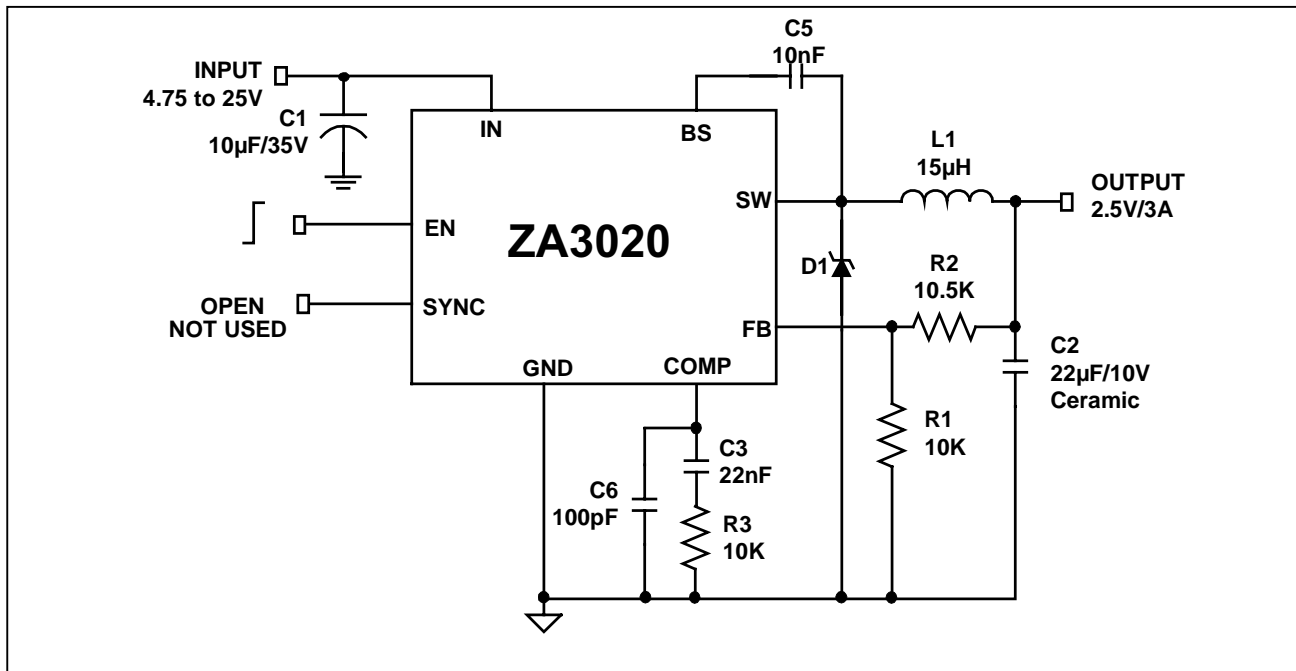 C5
10nF
INPUT
4.75 to 25V
C1
10µF/35V
IN
BS
L1
15µH
SW
OUTPUT
2.5V/3A
EN
ZA3020
D1
R2
10.5K
OPEN
NOT USED
SYNC
FB
GND
COMP
C2
22µF/10V
Ceramic
R1
10K
C3
22nF
C6
100pF
R3
10K